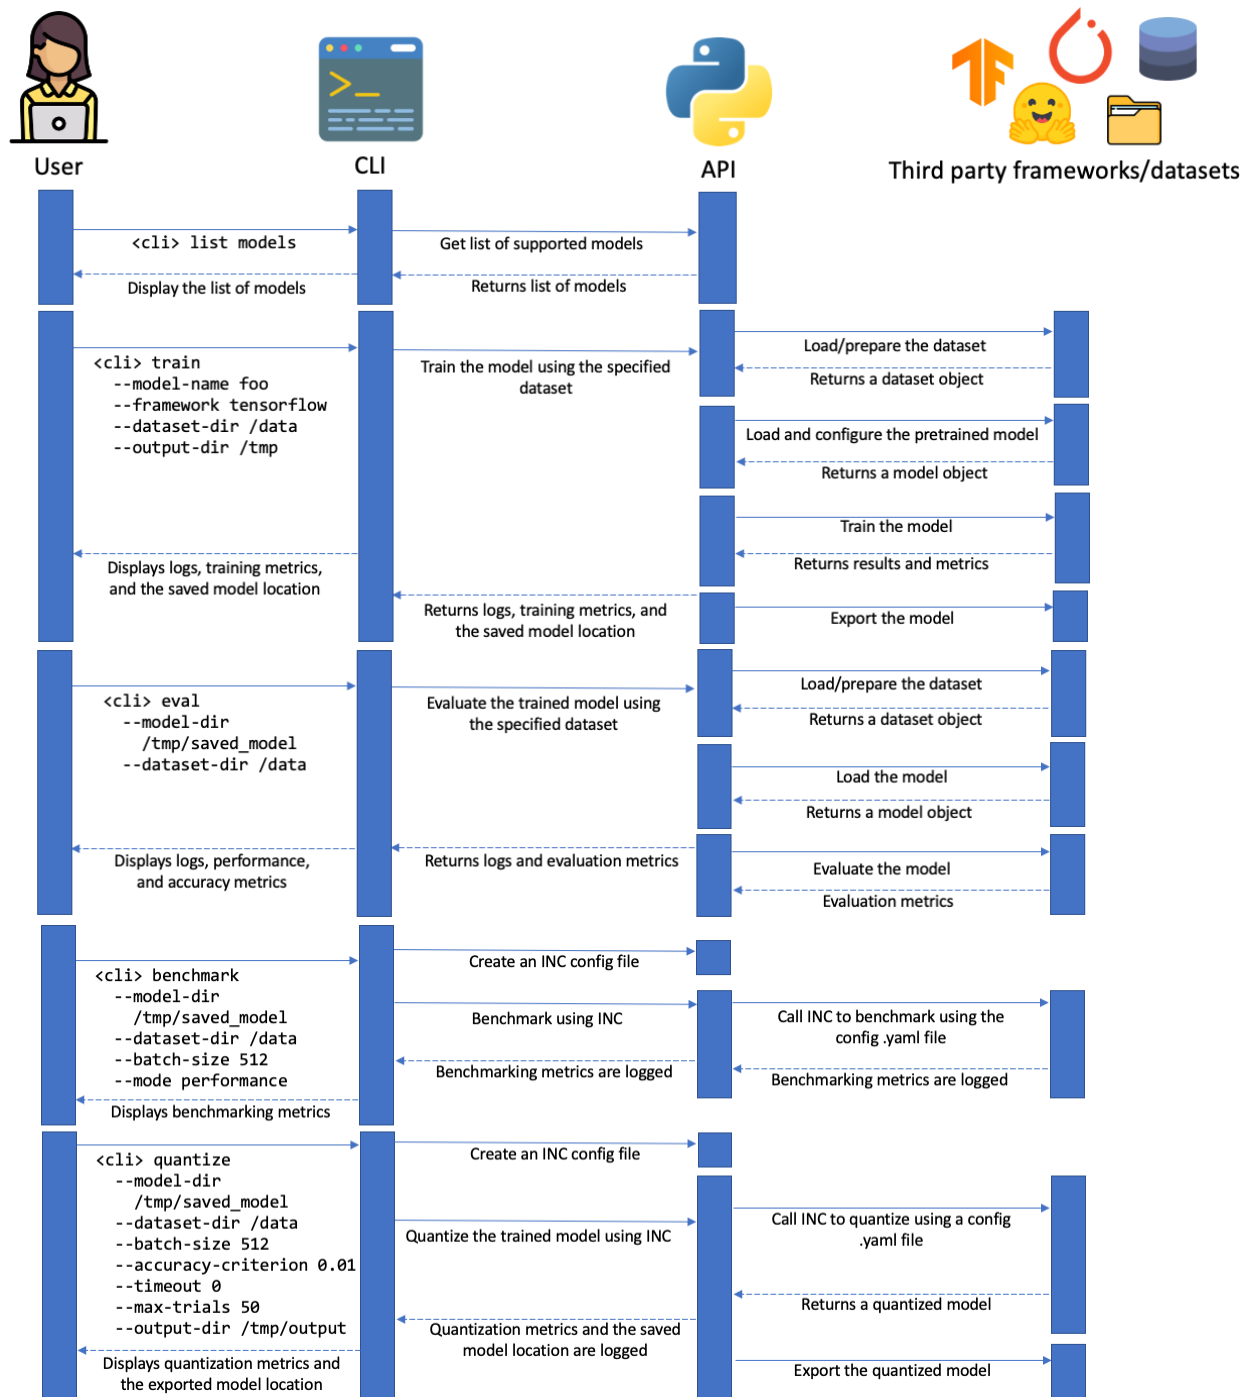 User
CLI
API
Third party frameworks/datasets
<cli> list models
Get list of supported models
Display the list of models
Returns list of models
<cli> train
--model-name foo
--framework tensorflow
--dataset-dir /data
--output-dir /tmp
Train the model using the specified
dataset
Load/prepare the dataset
Returns a dataset object
Load and configure the pretrained model
Returns a model object
Train the model
Returns results and metrics
Displays logs, training metrics,
and the saved model location
Returns logs, training metrics, and
the saved model location
Export the model
<cli> eval
--model-dir
/tmp/saved_model
--dataset-dir /data
Evaluate the trained model using
the specified dataset
Load/prepare the dataset
Returns a dataset object
Load the model
Returns a model object
Displays logs, performance,
and accuracy metrics
Returns logs and evaluation metrics
Evaluate the model
Evaluation metrics
<cli> benchmark
--model-dir
/tmp/saved_model
--dataset-dir /data
--batch-size 512
--mode performance
Create an INC config file
Benchmark using INC
Call INC to benchmark using the
config .yaml file
Benchmarking metrics are logged
Benchmarking metrics are logged
Displays benchmarking metrics
<cli> quantize
--model-dir
/tmp/saved_model
--dataset-dir /data
--batch-size 512
--accuracy-criterion 0.01
--timeout 0
--max-trials 50
--output-dir /tmp/output
Create an INC config file
Quantize the trained model using INC
Call INC to quantize using a config
.yaml file
Returns a quantized model
Quantization metrics and the saved
model location are logged
Displays quantization metrics and
the exported model location
Export the quantized model